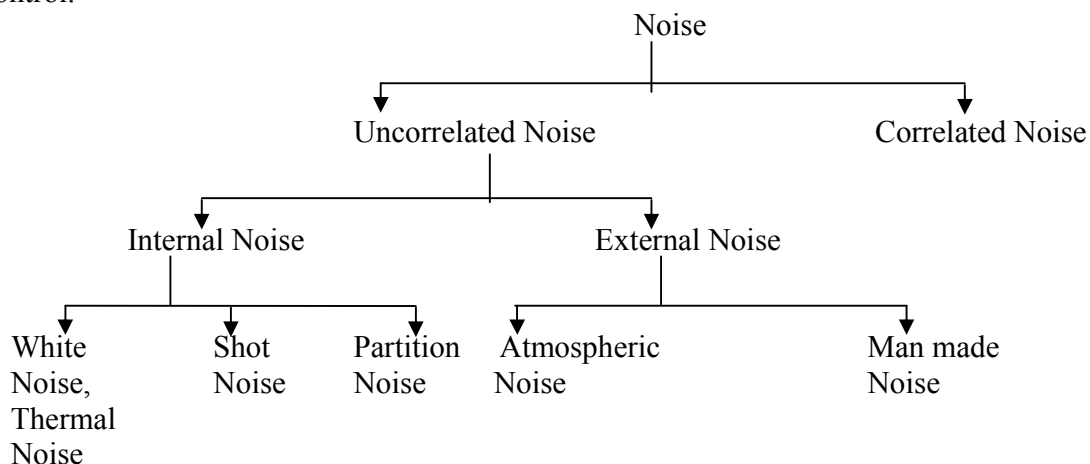 Noise
Uncorrelated Noise Correlated Noise
Internal Noise External Noise
White Shot Partition Atmospheric Man made
Noise, Noise Noise Noise Noise
Thermal
Noise